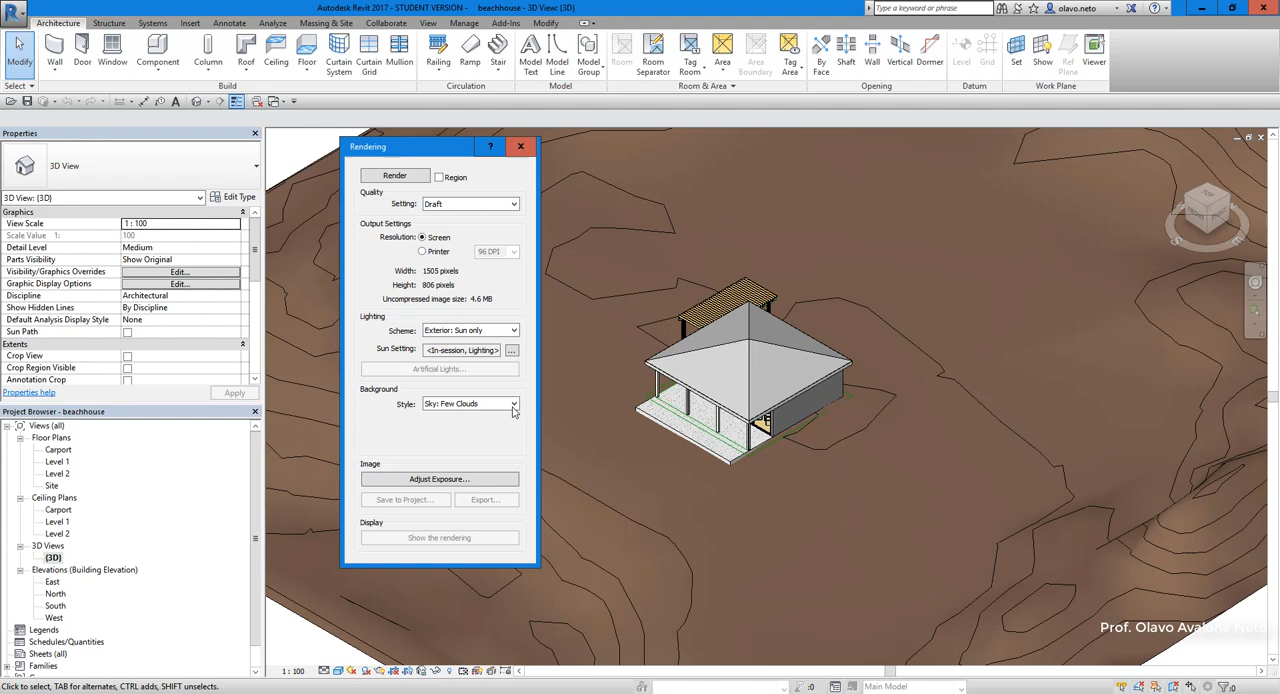 Autodesk Revit 2017 - STUDENT VERSION - beachhouse - 3D View: {3D}
Type a keyword or phrase
olavo.neto
Architecture Structure Systems Insert Annotate Analyze Massing & Site Collaborate View Manage Add-Ins Modify
Modify Wall Door Window Component Column Roof Ceiling Floor Curtain System Curtain Grid Mullion Railing Ramp Stair Model Text Model Line Model Group Room Room Separator Tag Room Area Area Boundary Tag Area By Face Shaft Wall Vertical Dormer Level Grid Set Show Ref Plane Viewer
Select Build Circulation Model Room & Area Opening Datum Work Plane
Properties
3D View
3D View: {3D}
Edit Type
Graphics
View Scale 1 : 100
Scale Value 1: 100
Detail Level Medium
Parts Visibility Show Original
Visibility/Graphics Overrides Edit...
Graphic Display Options Edit...
Discipline Architectural
Show Hidden Lines By Discipline
Default Analysis Display Style None
Sun Path
Extents
Crop View
Crop Region Visible
Annotation Crop
Properties help
Apply
Project Browser - beachhouse
Views (all)
Floor Plans
Carport
Level 1
Level 2
Site
Ceiling Plans
Carport
Level 1
Level 2
3D Views
{3D}
Elevations (Building Elevation)
East
North
South
West
Legends
Schedules/Quantities
Sheets (all)
Families
Rendering
?
Render
Region
Quality
Setting: Draft
Output Settings
Resolution: Screen
Printer 96 DPI
Width: 1505 pixels
Height: 806 pixels
Uncompressed image size: 4.6 MB
Lighting
Scheme: Exterior: Sun only
Sun Setting: <In-session, Lighting> ...
Artificial Lights...
Background
Style: Sky: Few Clouds
Image
Adjust Exposure...
Save to Project... Export...
Display
Show the rendering
Prof. Olavo Avalone Neto
1 : 100
Click to select, TAB for alternates, CTRL adds, SHIFT unselects.
:0
Main Model
:0